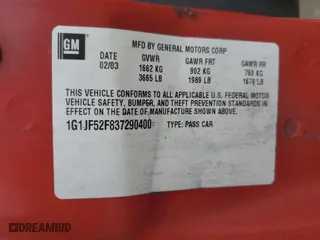 GM
MFD BY GENERAL MOTORS CORP
DATE GVWR GAWR FRT GAWR RR
02/03 1662 KG 902 KG 760 KG
3665 LB 1989 LB 1676 LB
THIS VEHICLE CONFORMS TO ALL APPLICABLE U.S. FEDERAL MOTOR
VEHICLE SAFETY, BUMPER, AND THEFT PREVENTION STANDARDS IN
EFFECT ON THE DATE OF MANUFACTURE SHOWN ABOVE.
1G1JF52F837290400 TYPE: PASS CAR
DREAMBID